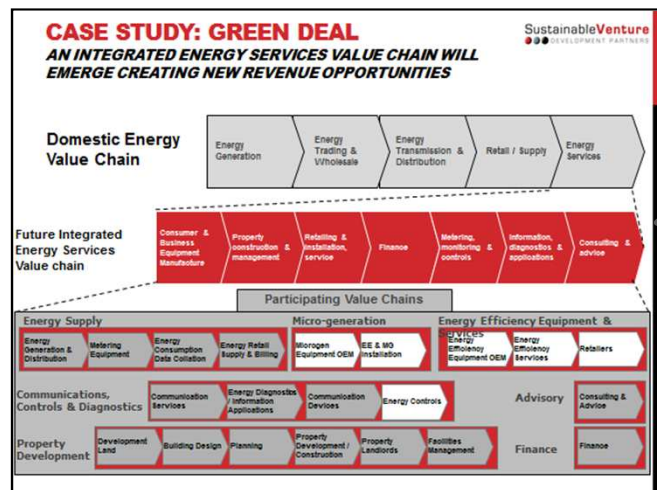 CASE STUDY: GREEN DEAL
AN INTEGRATED ENERGY SERVICES VALUE CHAIN WILL
EMERGE CREATING NEW REVENUE OPPORTUNITIES
SustainableVenture
DEVELOPMENT PARTNERS
Domestic Energy
Value Chain
Energy
Generation
Energy
Trading &
Wholesale
Energy
Transmission &
Distribution
Retail / Supply
Energy
Services
Future Integrated
Energy Services
Value chain
Consumer &
Business
Equipment
Manufacture
Property
construction &
management
Retailing &
installation,
service
Finance
Metering,
monitoring &
controls
Information,
diagnostics &
applications
Consulting &
advice
Participating Value Chains
Energy Supply
Energy
Generation &
Distribution
Metering
Equipment
Energy
Consumption
Data Collation
Energy Retail
Supply & Billing
Micro-generation
Microgen
Equipment OEM
EE & MG
Installation
Energy Efficiency Equipment &
Services
Energy
Efficiency
Equipment OEM
Energy
Efficiency
Services
Retailers
Communications,
Controls & Diagnostics
Communication
Services
Energy Diagnostics
/ Information
Applications
Communication
Devices
Energy Controls
Advisory
Consulting &
Advice
Property
Development
Development
Land
Building Design
Planning
Property
Development /
Construction
Property
Landlords
Facilities
Management
Finance
Finance